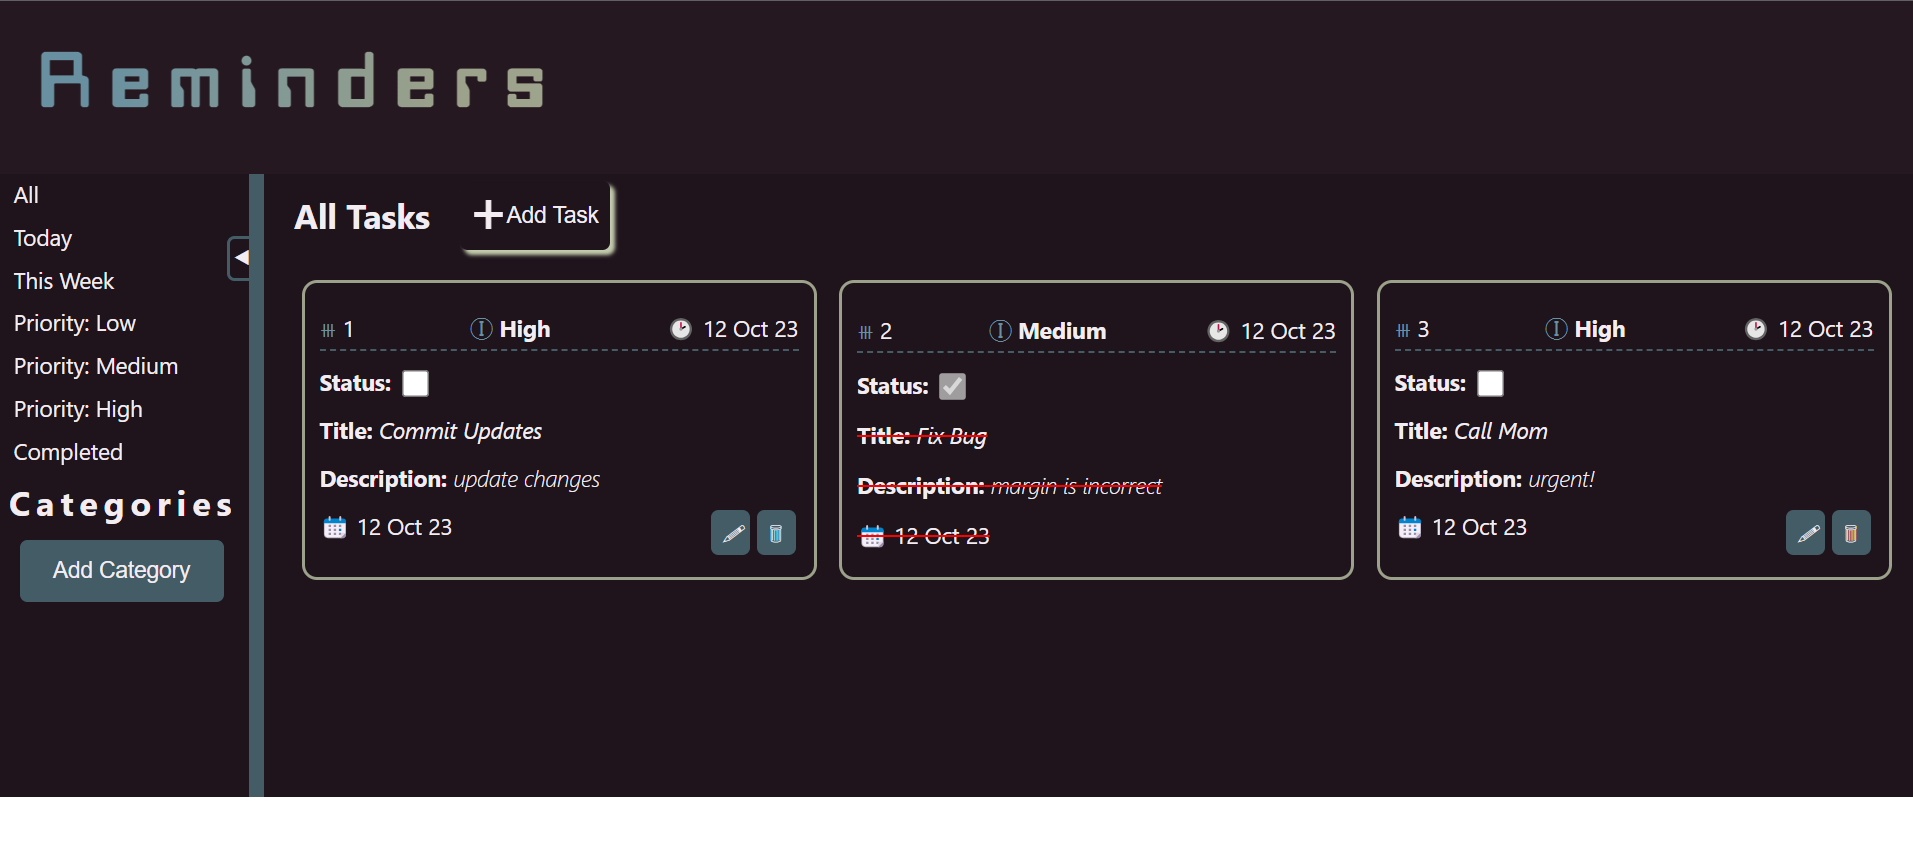 Reminders
All
Today
This Week
Priority: Low
Priority: Medium
Priority: High
Completed
Categories
Add Category
All Tasks
Add Task
1 High 12 Oct 23
Status:
Title: Commit Updates
Description: update changes
12 Oct 23
2 Medium 12 Oct 23
Status:
Title: Fix Bug
Description: margin is incorrect
12 Oct 23
3 High 12 Oct 23
Status:
Title: Call Mom
Description: urgent!
12 Oct 23